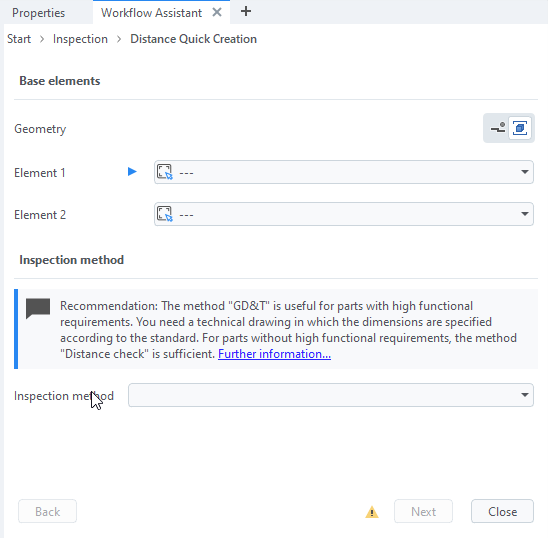 Properties
Workflow Assistant
Start > Inspection > Distance Quick Creation
Base elements
Geometry
Element 1
---
Element 2
---
Inspection method
Recommendation: The method "GD&T" is useful for parts with high functional
requirements. You need a technical drawing in which the dimensions are specified
according to the standard. For parts without high functional requirements, the method
"Distance check" is sufficient. Further information...
Inspection method
Back
Next
Close